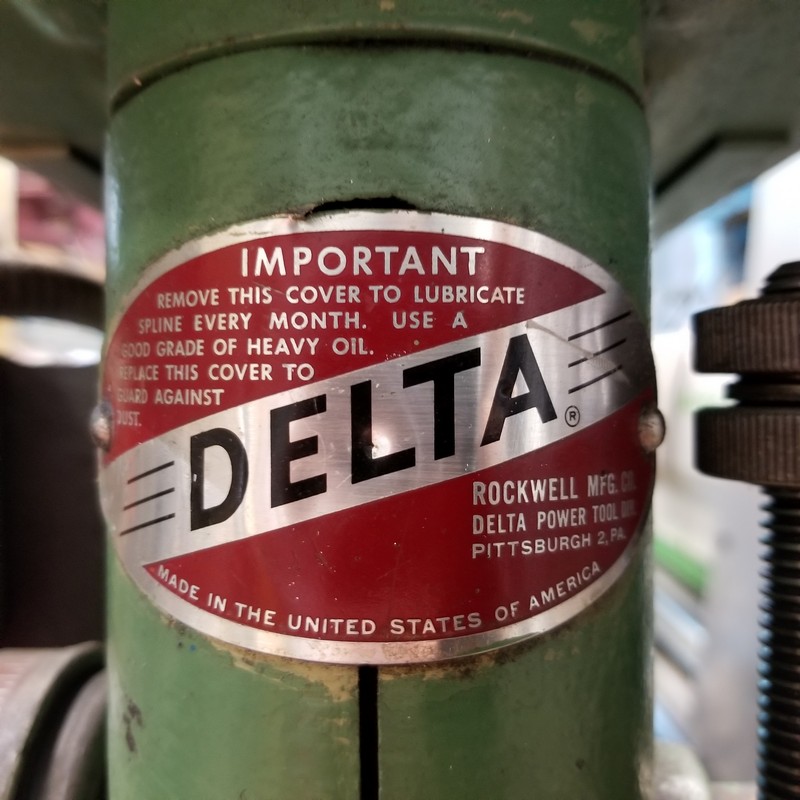 IMPORTANT
REMOVE THIS COVER TO LUBRICATE
SPLINE EVERY MONTH. USE A
GOOD GRADE OF HEAVY OIL.
REPLACE THIS COVER TO
GUARD AGAINST
DUST.
DELTA®
ROCKWELL MFG. CO.
DELTA POWER TOOL DIV.
PITTSBURGH 2, PA.
MADE IN THE UNITED STATES OF AMERICA